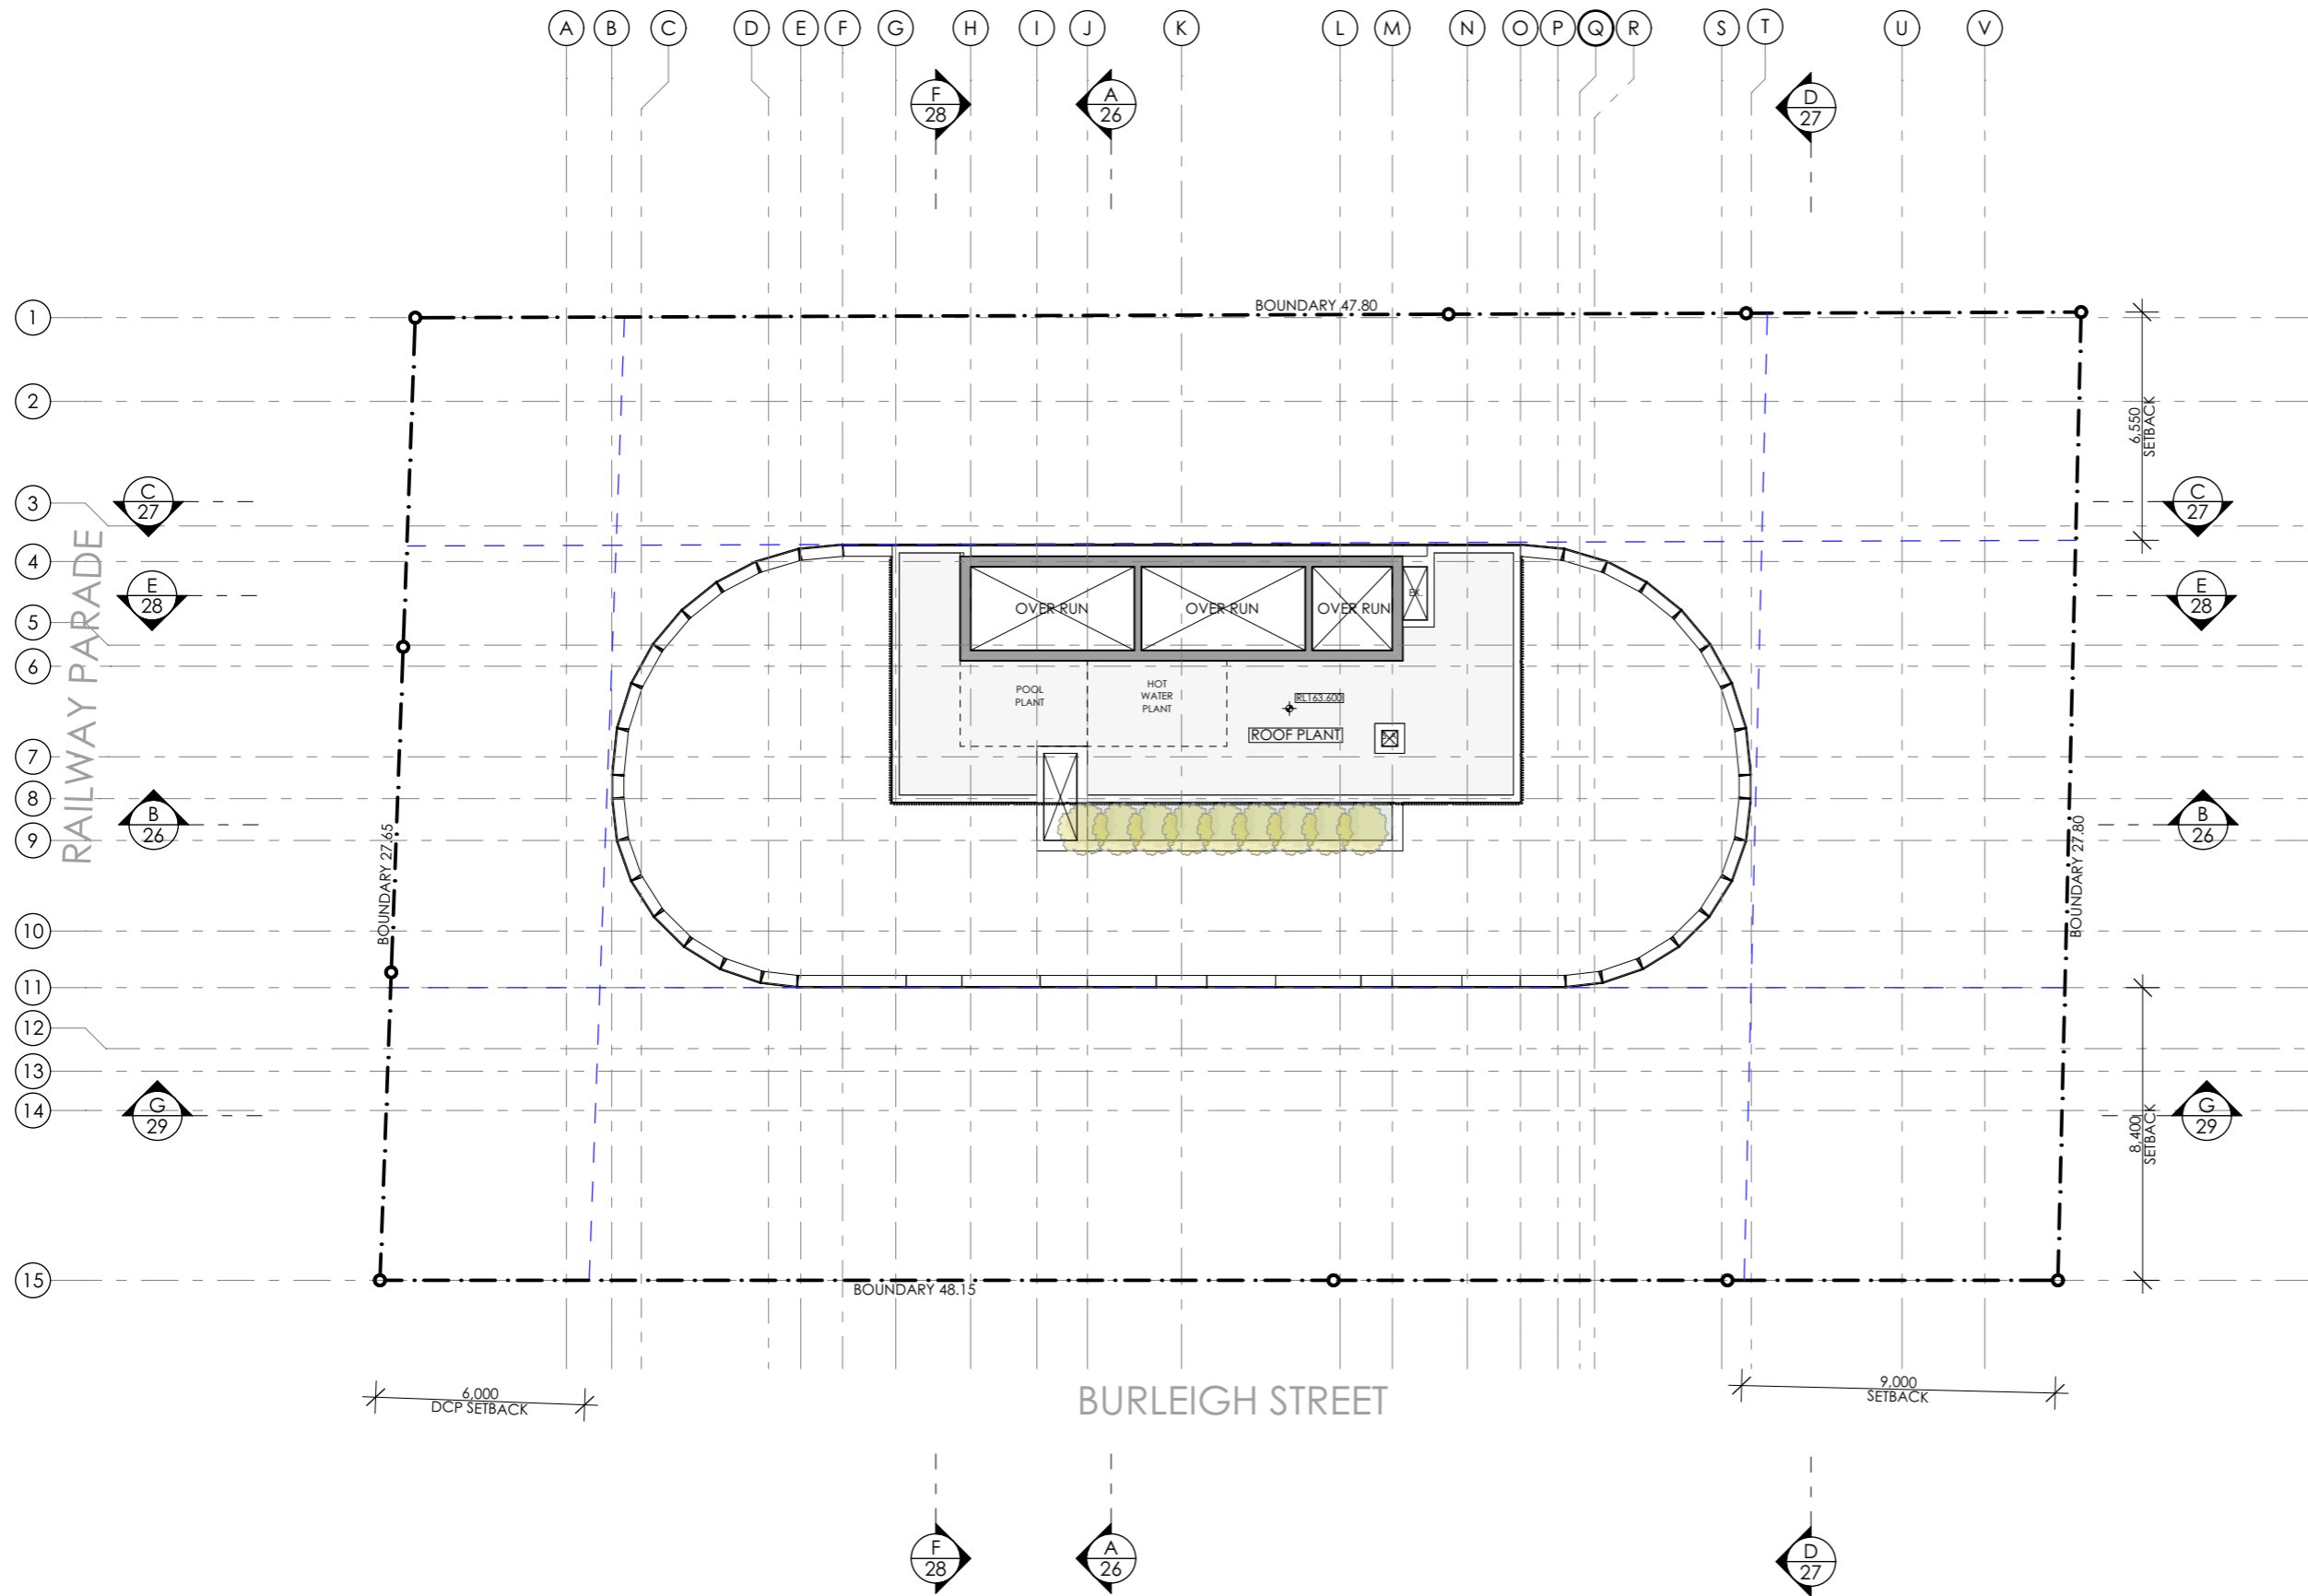 A B C D E F G H I J K L M N O P Q R S T U V
F
28
A
26
D
27
1
BOUNDARY 47.80
2
6,550
SETBACK
3
C
27
C
27
4
E
28
E
28
5
OVER RUN OVER RUN OVER RUN
EX.
6
RAILWAY PARADE
POOL
PLANT
HOT
WATER
PLANT
RL163.600
ROOF PLANT
7
8
B
26
B
26
9
BOUNDARY 27.65
BOUNDARY 27.80
10
11
12
13
14
G
29
G
29
8,400
SETBACK
15
BOUNDARY 48.15
6,000
DCP SETBACK
BURLEIGH STREET
9,000
SETBACK
F
28
A
26
D
27